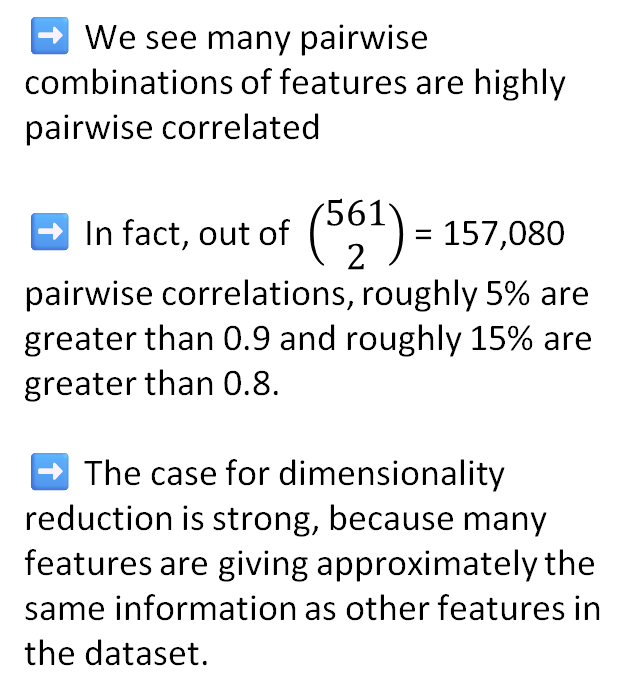 ➡️ We see many pairwise
combinations of features are highly
pairwise correlated
➡️ In fact, out of (561 2) = 157,080
pairwise correlations, roughly 5% are
greater than 0.9 and roughly 15% are
greater than 0.8.
➡️ The case for dimensionality
reduction is strong, because many
features are giving approximately the
same information as other features in
the dataset.